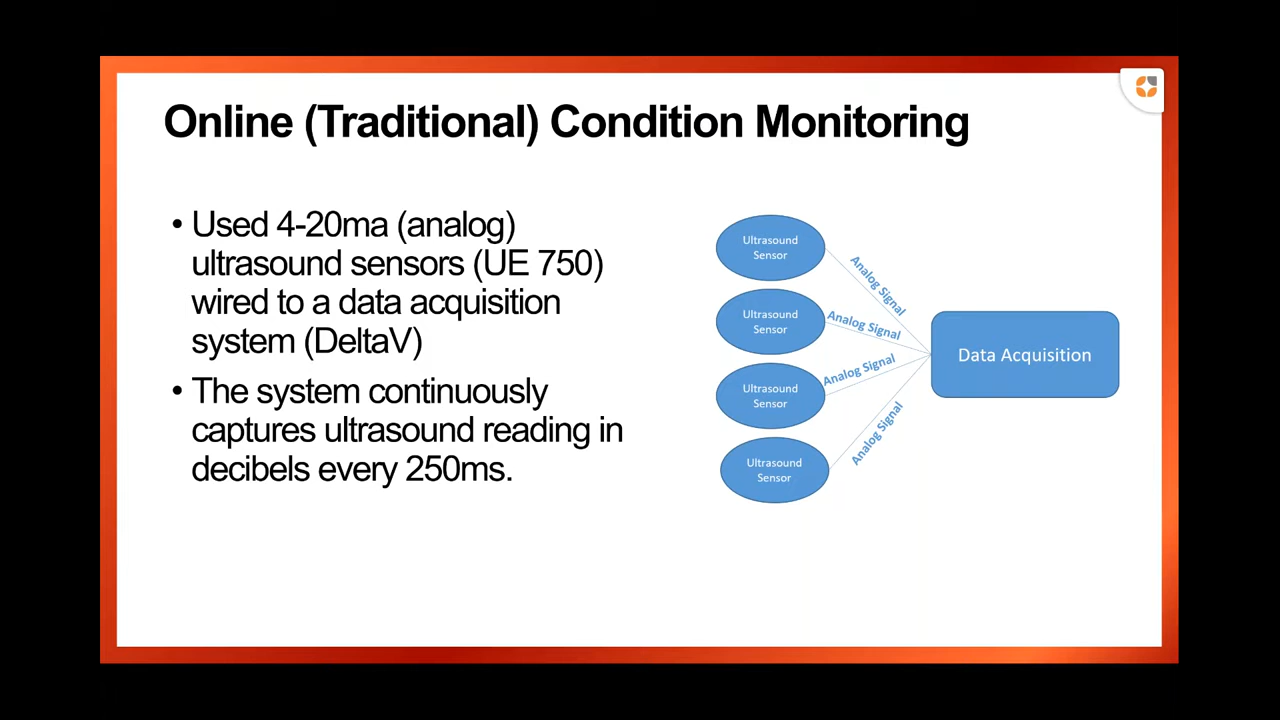 Online (Traditional) Condition Monitoring
• Used 4-20ma (analog)
ultrasound sensors (UE 750)
wired to a data acquisition
system (DeltaV)
• The system continuously
captures ultrasound reading in
decibels every 250ms.
Ultrasound
Sensor
Analog Signal
Ultrasound
Sensor
Analog Signal
Ultrasound
Sensor
Analog Signal
Ultrasound
Sensor
Analog Signal
Data Acquisition